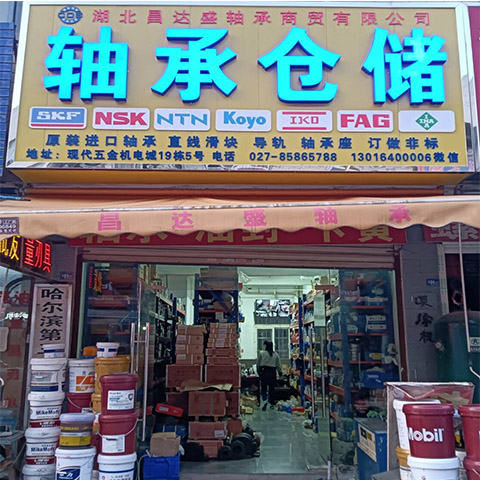 湖北昌达盛轴承商贸有限公司
轴承仓储
SKF NSK NTN Koyo IKO FAG INA
原装进口轴承 直线滑块 导轨 轴承座 订做非标
地址：现代五金机电城19栋5号 电话 027-85865788 13016400006微信
昌达盛轴承
量刃具
哈尔滨第
Mobil